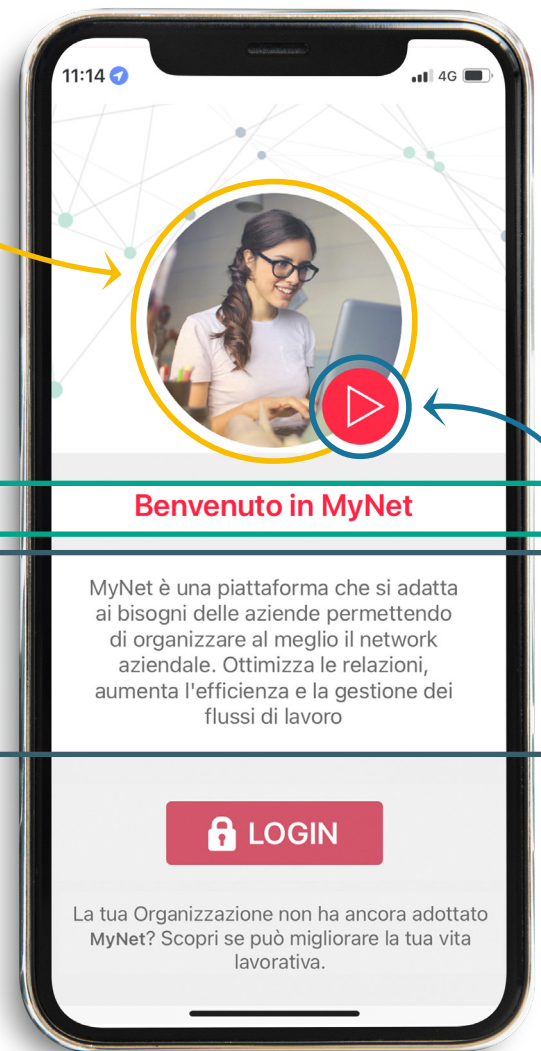 11:14
4G
Benvenuto in MyNet
MyNet è una piattaforma che si adatta
ai bisogni delle aziende permettendo
di organizzare al meglio il network
aziendale. Ottimizza le relazioni,
aumenta l'efficienza e la gestione dei
flussi di lavoro
LOGIN
La tua Organizzazione non ha ancora adottato
MyNet? Scopri se può migliorare la tua vita
lavorativa.